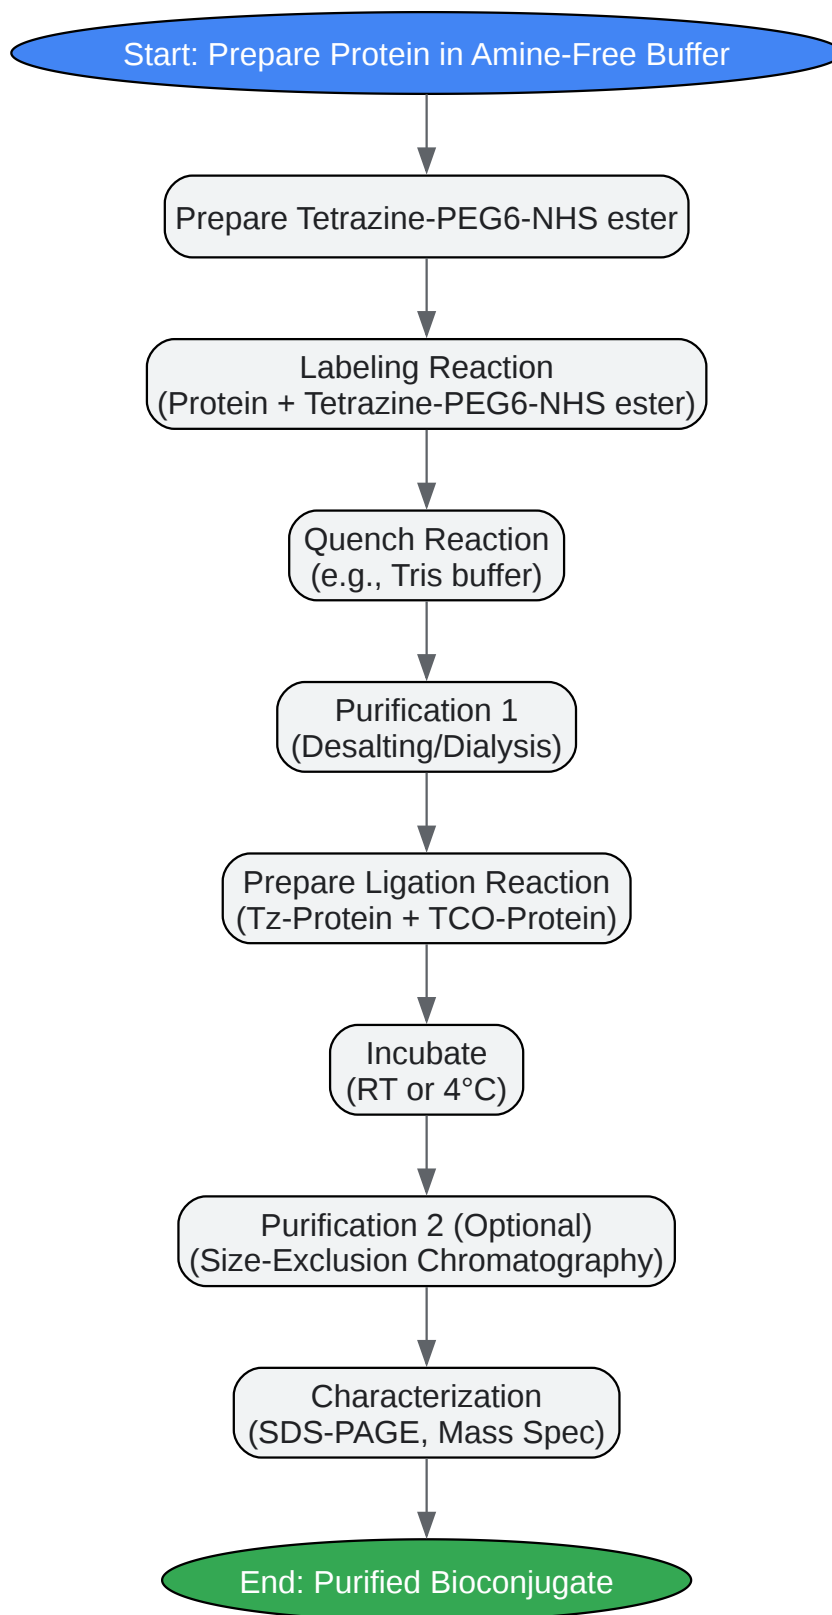 Start: Prepare Protein in Amine-Free Buffer
Prepare Tetrazine-PEG6-NHS ester
Labeling Reaction
(Protein + Tetrazine-PEG6-NHS ester)
Quench Reaction
(e.g., Tris buffer)
Purification 1
(Desalting/Dialysis)
Prepare Ligation Reaction
(Tz-Protein + TCO-Protein)
Incubate
(RT or 4°C)
Purification 2 (Optional)
(Size-Exclusion Chromatography)
Characterization
(SDS-PAGE, Mass Spec)
End: Purified Bioconjugate